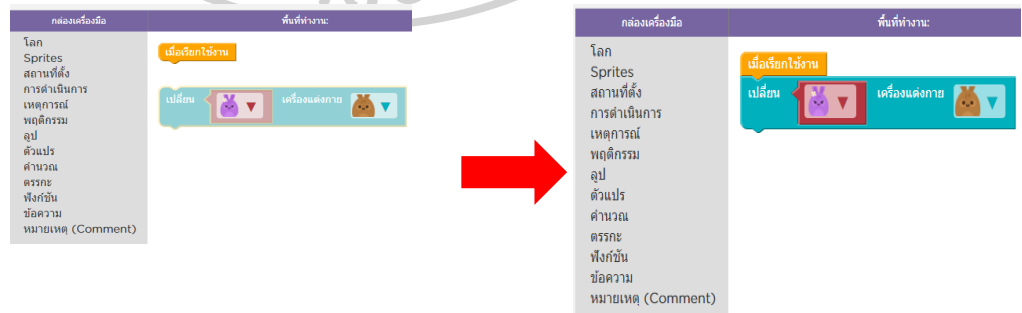 กล่องเครื่องมือ
พื้นที่ทำงาน:
โลก
Sprites
สถานที่ตั้ง
การดำเนินการ
เหตุการณ์
พฤติกรรม
ลูป
ตัวแปร
คำนวณ
ตรรกะ
ฟังก์ชัน
ข้อความ
หมายเหตุ (Comment)
เมื่อเรียกใช้งาน
เปลี่ยน เครื่องแต่งกาย
กล่องเครื่องมือ
พื้นที่ทำงาน:
โลก
Sprites
สถานที่ตั้ง
การดำเนินการ
เหตุการณ์
พฤติกรรม
ลูป
ตัวแปร
คำนวณ
ตรรกะ
ฟังก์ชัน
ข้อความ
หมายเหตุ (Comment)
เมื่อเรียกใช้งาน
เปลี่ยน เครื่องแต่งกาย